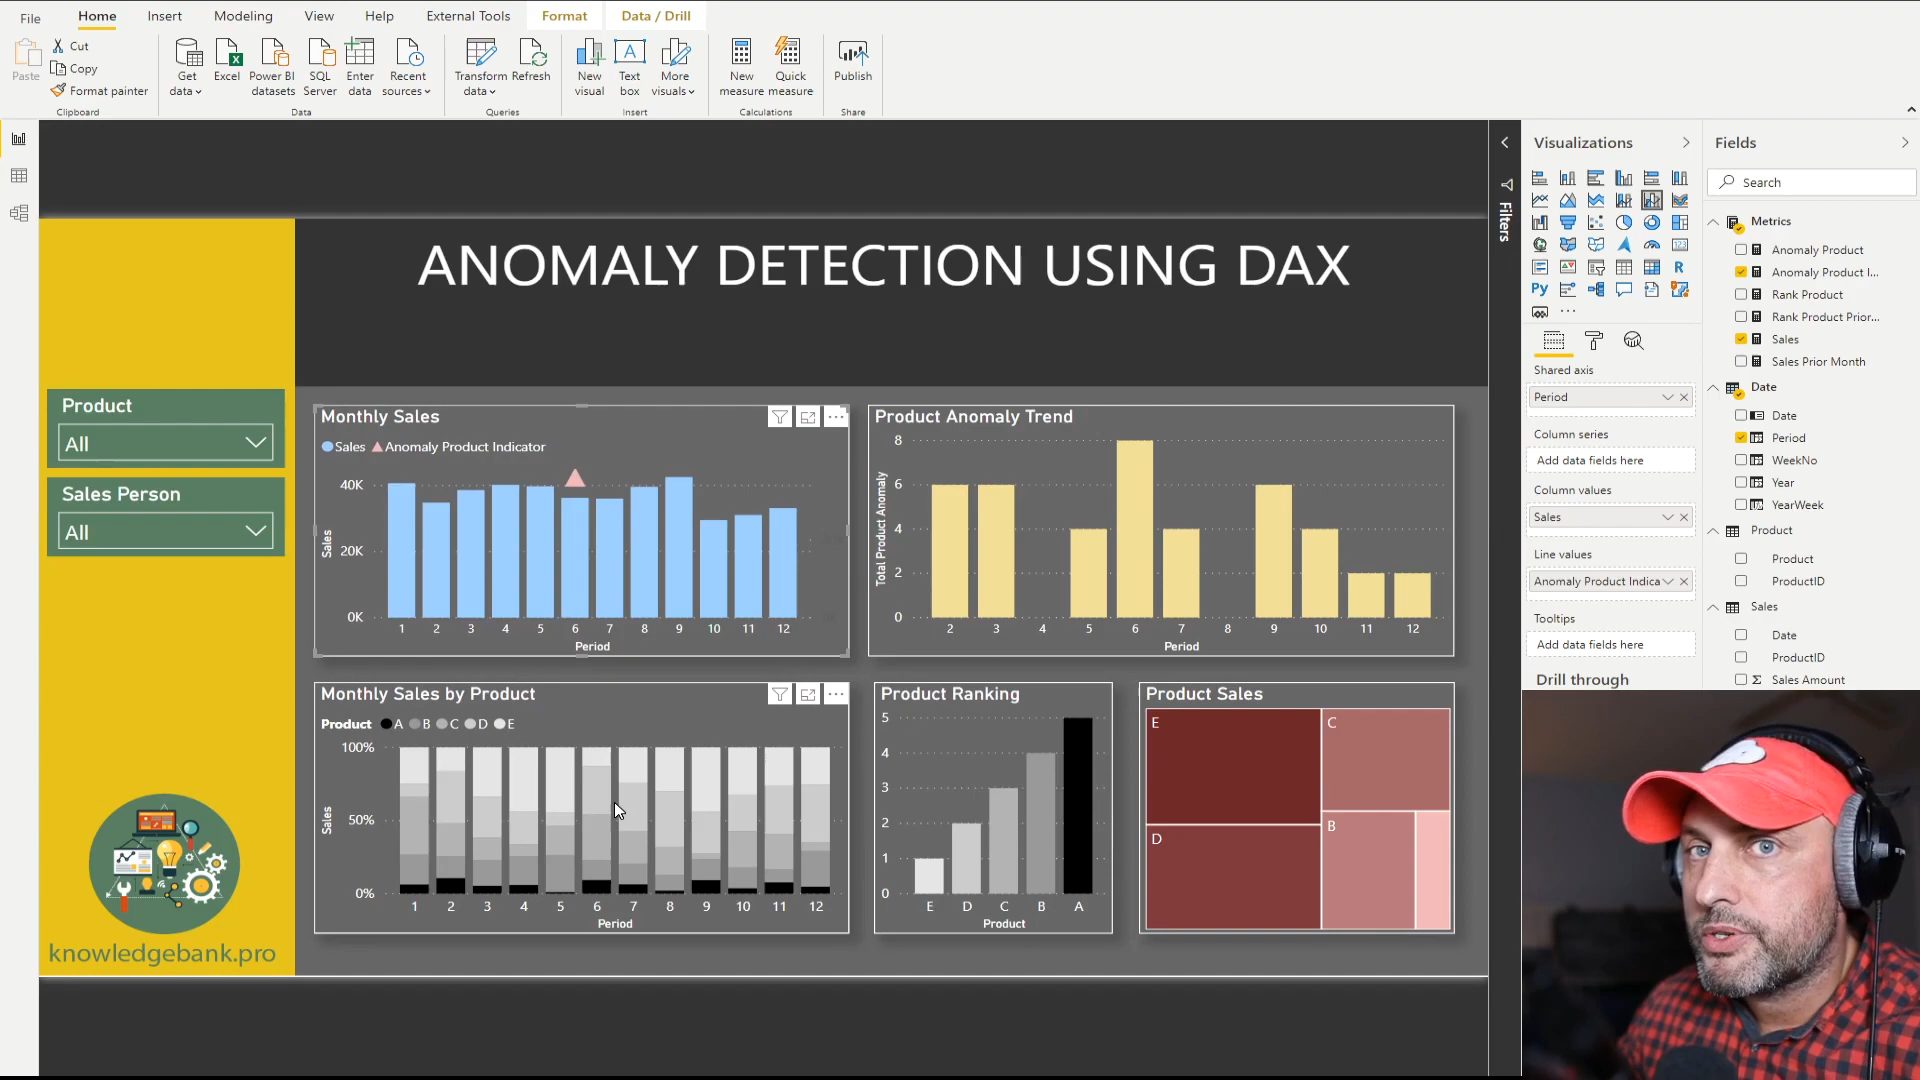 File
Home
Insert
Modeling
View
Help
External Tools
Format
Data / Drill
Paste
Cut
Copy
Format painter
Clipboard
Get data
Excel
Power BI datasets
SQL Server
Enter data
Recent sources
Data
Transform data
Refresh
Queries
New visual
Text box
More visuals
Insert
New measure
Quick measure
Calculations
Publish
Share
ANOMALY DETECTION USING DAX
Product
All
Sales Person
All
knowledgebank.pro
Monthly Sales
Sales Anomaly Product Indicator
Sales
40K
20K
0K
1 2 3 4 5 6 7 8 9 10 11 12
Period
Product Anomaly Trend
Total Product Anomaly
8
6
4
2
0
2 3 4 5 6 7 8 9 10 11 12
Period
Monthly Sales by Product
Product A B C D E
Sales
100%
50%
0%
1 2 3 4 5 6 7 8 9 10 11 12
Period
Product Ranking
5
4
3
2
1
0
E D C B A
Product
Product Sales
E
C
D
B
Filters
Visualizations
R
Py
123
Shared axis
Period
Column series
Add data fields here
Column values
Sales
Line values
Anomaly Product Indica
Tooltips
Add data fields here
Drill through
Fields
Search
Metrics
Anomaly Product
Anomaly Product I...
Rank Product
Rank Product Prior...
Sales
Sales Prior Month
Date
Date
Period
WeekNo
Year
YearWeek
Product
Product
ProductID
Sales
Date
ProductID
Sales Amount